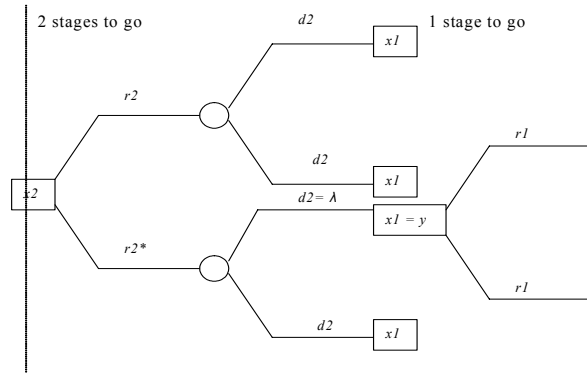 2 stages to go
1 stage to go
d2
x1
r2
r1
d2
x1
x2
d2= λ
x1 = y
r2*
r1
d2
x1